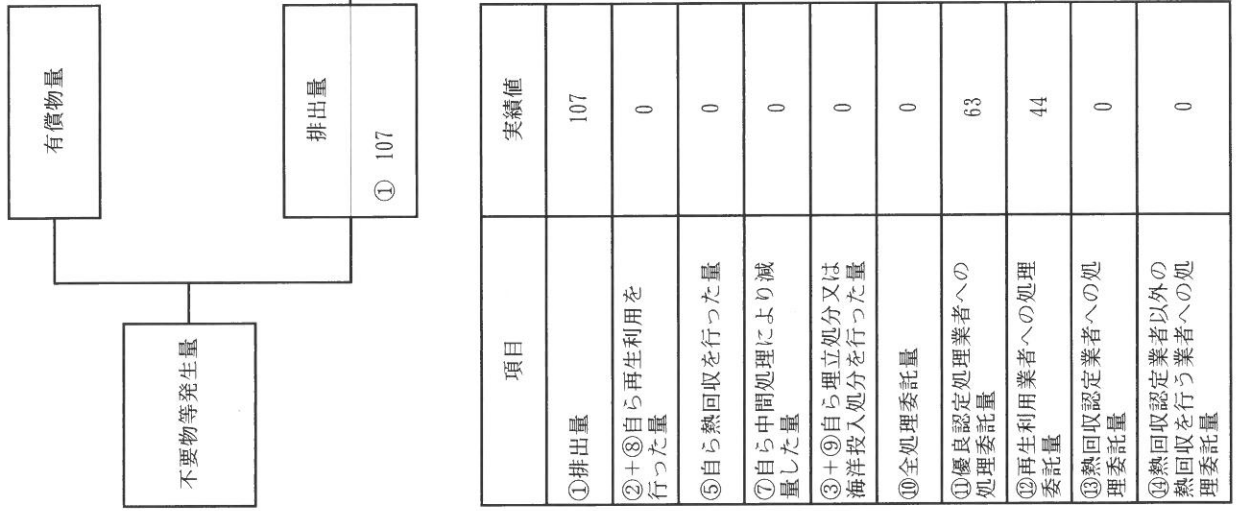 有償物量
不要物等発生量
排出量
① 107
項目
実績値
①排出量
107
②+⑧自ら再生利用を
行った量
0
⑤自ら熱回収を行った量
0
⑦自ら中間処理により減
量した量
0
③+⑨自ら埋立処分又は
海洋投入処分を行った量
0
⑩全処理委託量
0
⑪優良認定処理業者への
処理委託量
63
⑫再生利用業者への処理
委託量
44
⑬熱回収認定業者への処
理委託量
0
⑭熱回収認定業者以外の
熱回収を行う業者への処
理委託量
0